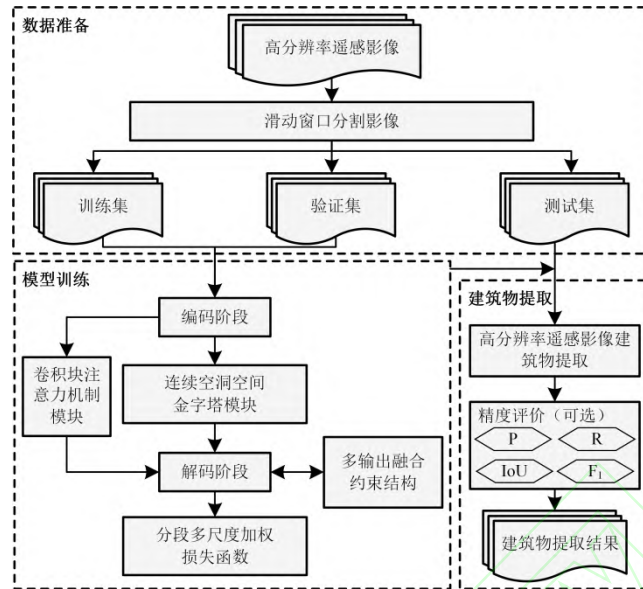 数据准备
高分辨率遥感影像
滑动窗口分割影像
训练集
验证集
测试集
模型训练
编码阶段
卷积块注
意力机制
模块
连续空洞空间
金字塔模块
解码阶段
多输出融合
约束结构
分段多尺度加权
损失函数
建筑物提取
高分辨率遥感影像建
筑物提取
精度评价（可选）
P
R
IoU
F₁
建筑物提取结果